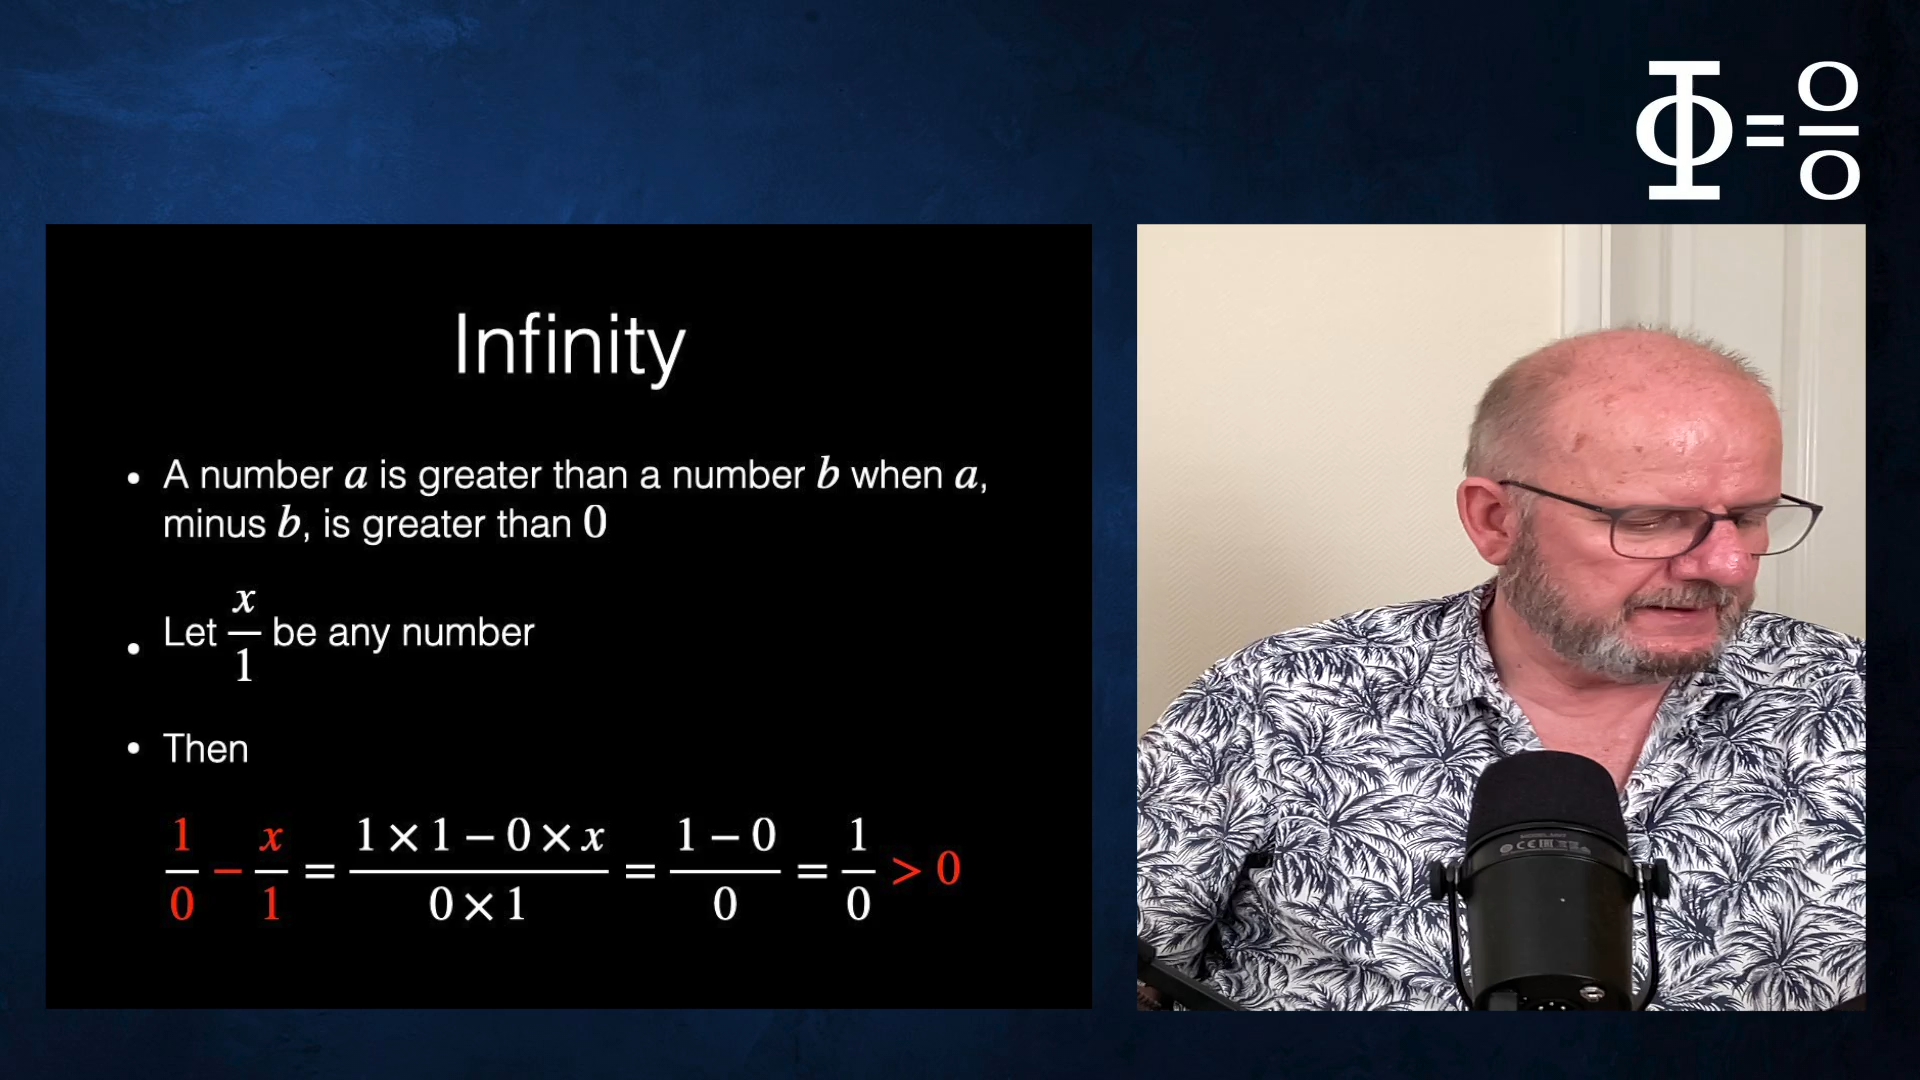 Φ = 0/0
Infinity
• A number a is greater than a number b when a,
minus b, is greater than 0
• Let x/1 be any number
• Then
1/0 − x/1 = (1 × 1 − 0 × x)/(0 × 1) = (1 − 0)/0 = 1/0 > 0